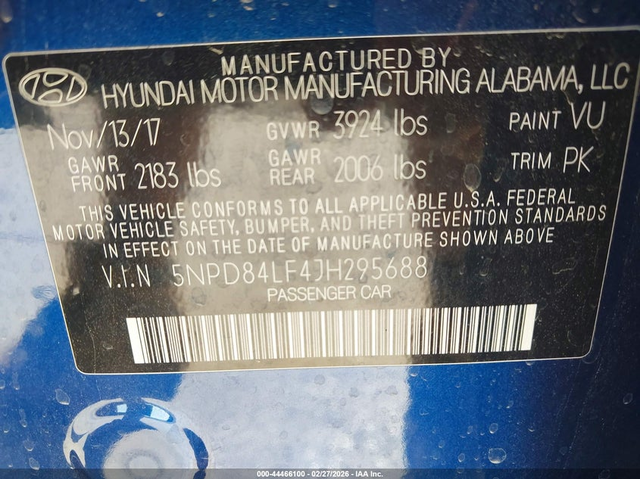 MANUFACTURED BY
HYUNDAI MOTOR MANUFACTURING ALABAMA, LLC
Nov/13/17 GVWR 3924 lbs PAINT VU
GAWR FRONT 2183 lbs GAWR REAR 2006 lbs TRIM PK
THIS VEHICLE CONFORMS TO ALL APPLICABLE U.S.A. FEDERAL
MOTOR VEHICLE SAFETY, BUMPER, AND THEFT PREVENTION STANDARDS
IN EFFECT ON THE DATE OF MANUFACTURE SHOWN ABOVE
V.I.N 5NPD84LF4JH295688
PASSENGER CAR
000-44466100 - 02/27/2026 - IAA Inc.